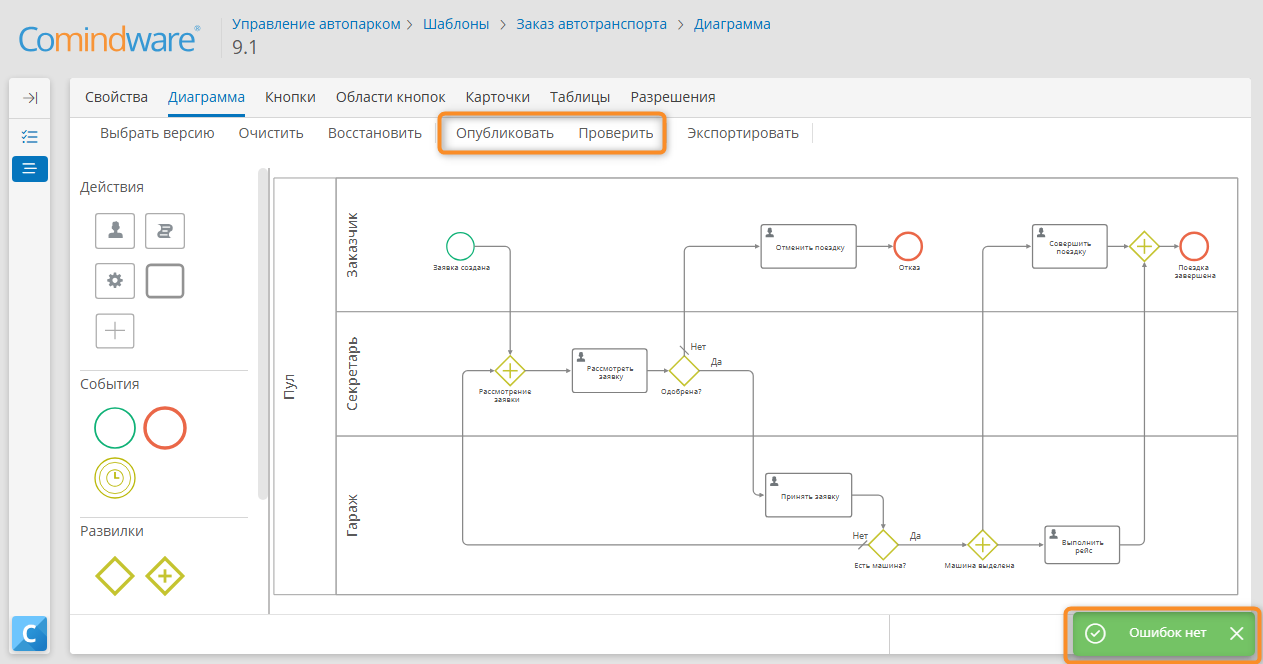 Comindware®
Управление автопарком > Шаблоны > Заказ автотранспорта > Диаграмма
9.1
Свойства Диаграмма Кнопки Области кнопок Карточки Таблицы Разрешения
Выбрать версию Очистить Восстановить Опубликовать Проверить Экспортировать
Действия
События
Развилки
Пул
Заказчик
Заявка создана
Отменить поездку
Отказ
Совершить
поездку
Поездка
завершена
Секретарь
Рассмотрение
заявки
Рассмотреть
заявку
Одобрена?
Нет
Да
Гараж
Принять заявку
Нет
Да
Есть машина?
Машина выделена
Выполнить
рейс
C
Ошибок нет